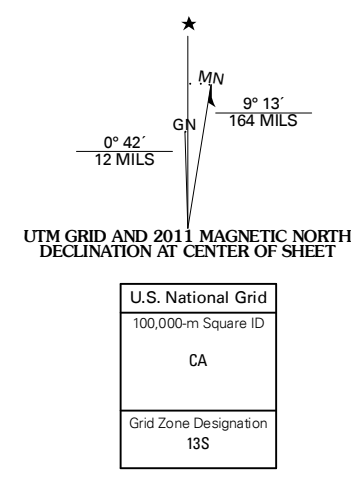 MN
GN
9° 13´
164 MILS
0° 42´
12 MILS
UTM GRID AND 2011 MAGNETIC NORTH
DECLINATION AT CENTER OF SHEET
U.S. National Grid
100,000-m Square ID
CA
Grid Zone Designation
13S